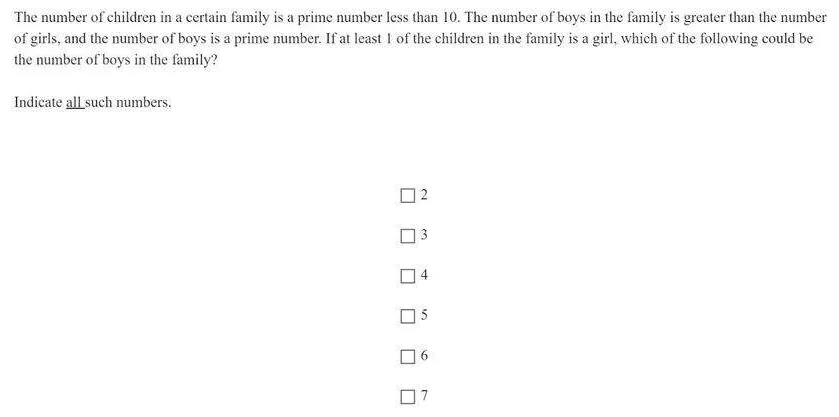 The number of children in a certain family is a prime number less than 10. The number of boys in the family is greater than the number
of girls, and the number of boys is a prime number. If at least 1 of the children in the family is a girl, which of the following could be
the number of boys in the family?
Indicate all such numbers.
2
3
4
5
6
7